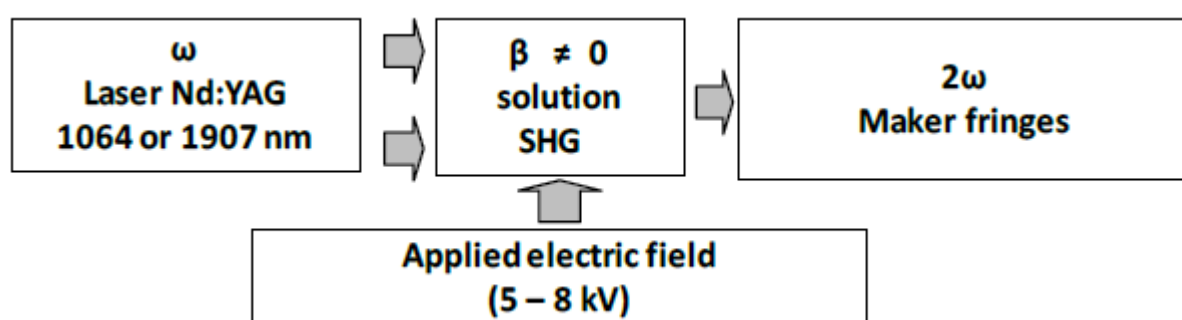 ω
Laser Nd:YAG
1064 or 1907 nm
β ≠ 0
solution
SHG
2ω
Maker fringes
Applied electric field
(5 – 8 kV)